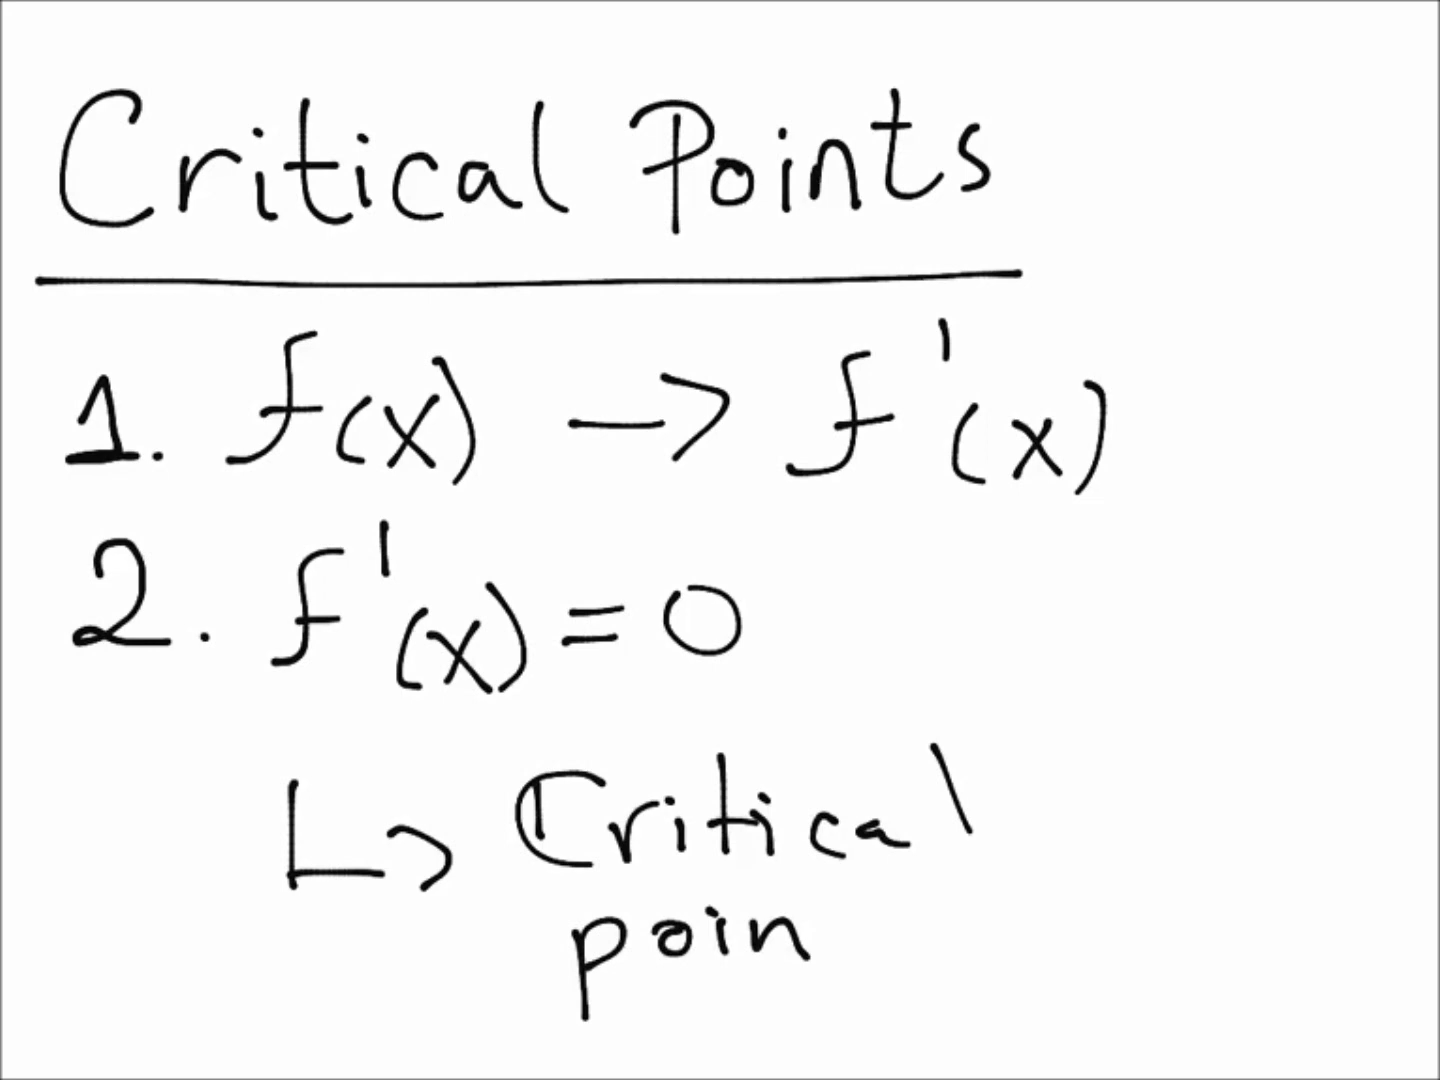 Critical Points
1. f(x) -> f'(x)
2. f'(x) = 0
↳ Critical
poin